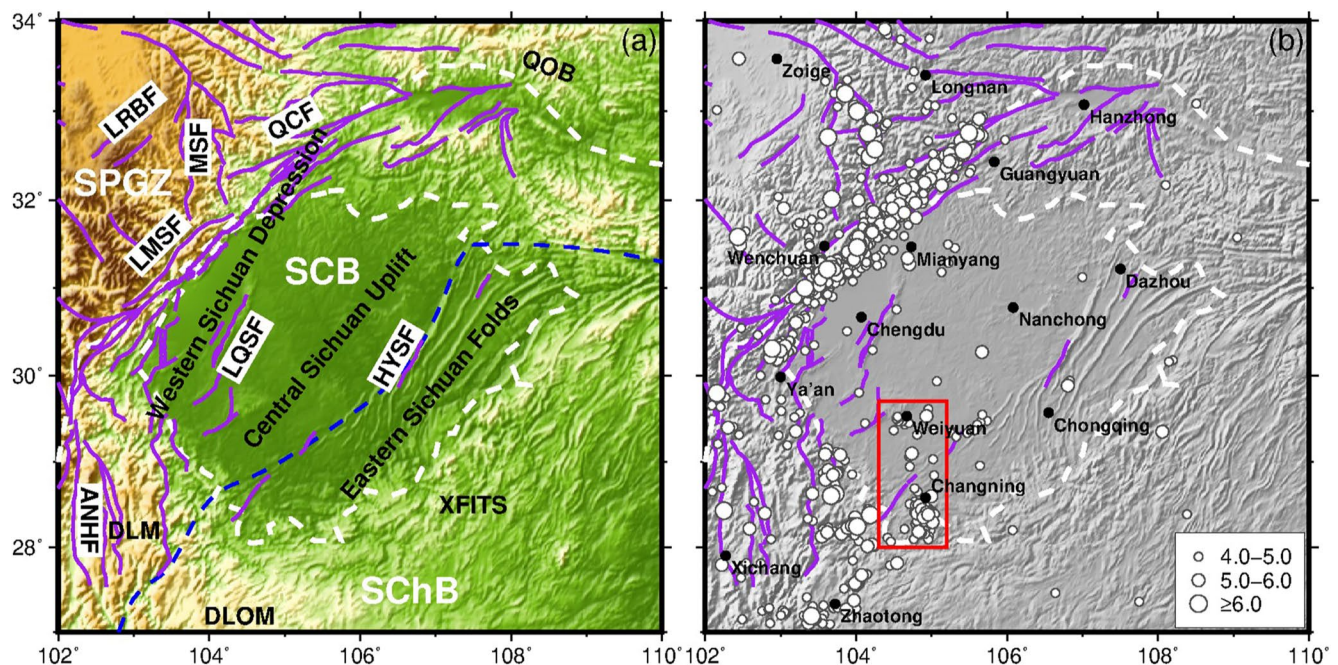 34°
32°
30°
28°
(a)
QOB
LRBF
MSF
QCF
SPGZ
LMSF
Western Sichuan Depression
SCB
LQSF
Central Sichuan Uplift
HYSF
Eastern Sichuan Folds
ANHF
DLM
XFITS
SChB
DLOM
102°
104°
106°
108°
110°
(b)
Zoige
Longnan
Hanzhong
Guangyuan
Wenchuan
Mianyang
Dazhou
Nanchong
Chengdu
Ya'an
Weiyuan
Chongqing
Changning
Xichang
Zhaotong
4.0–5.0
5.0–6.0
≥6.0
102°
104°
106°
108°
110°